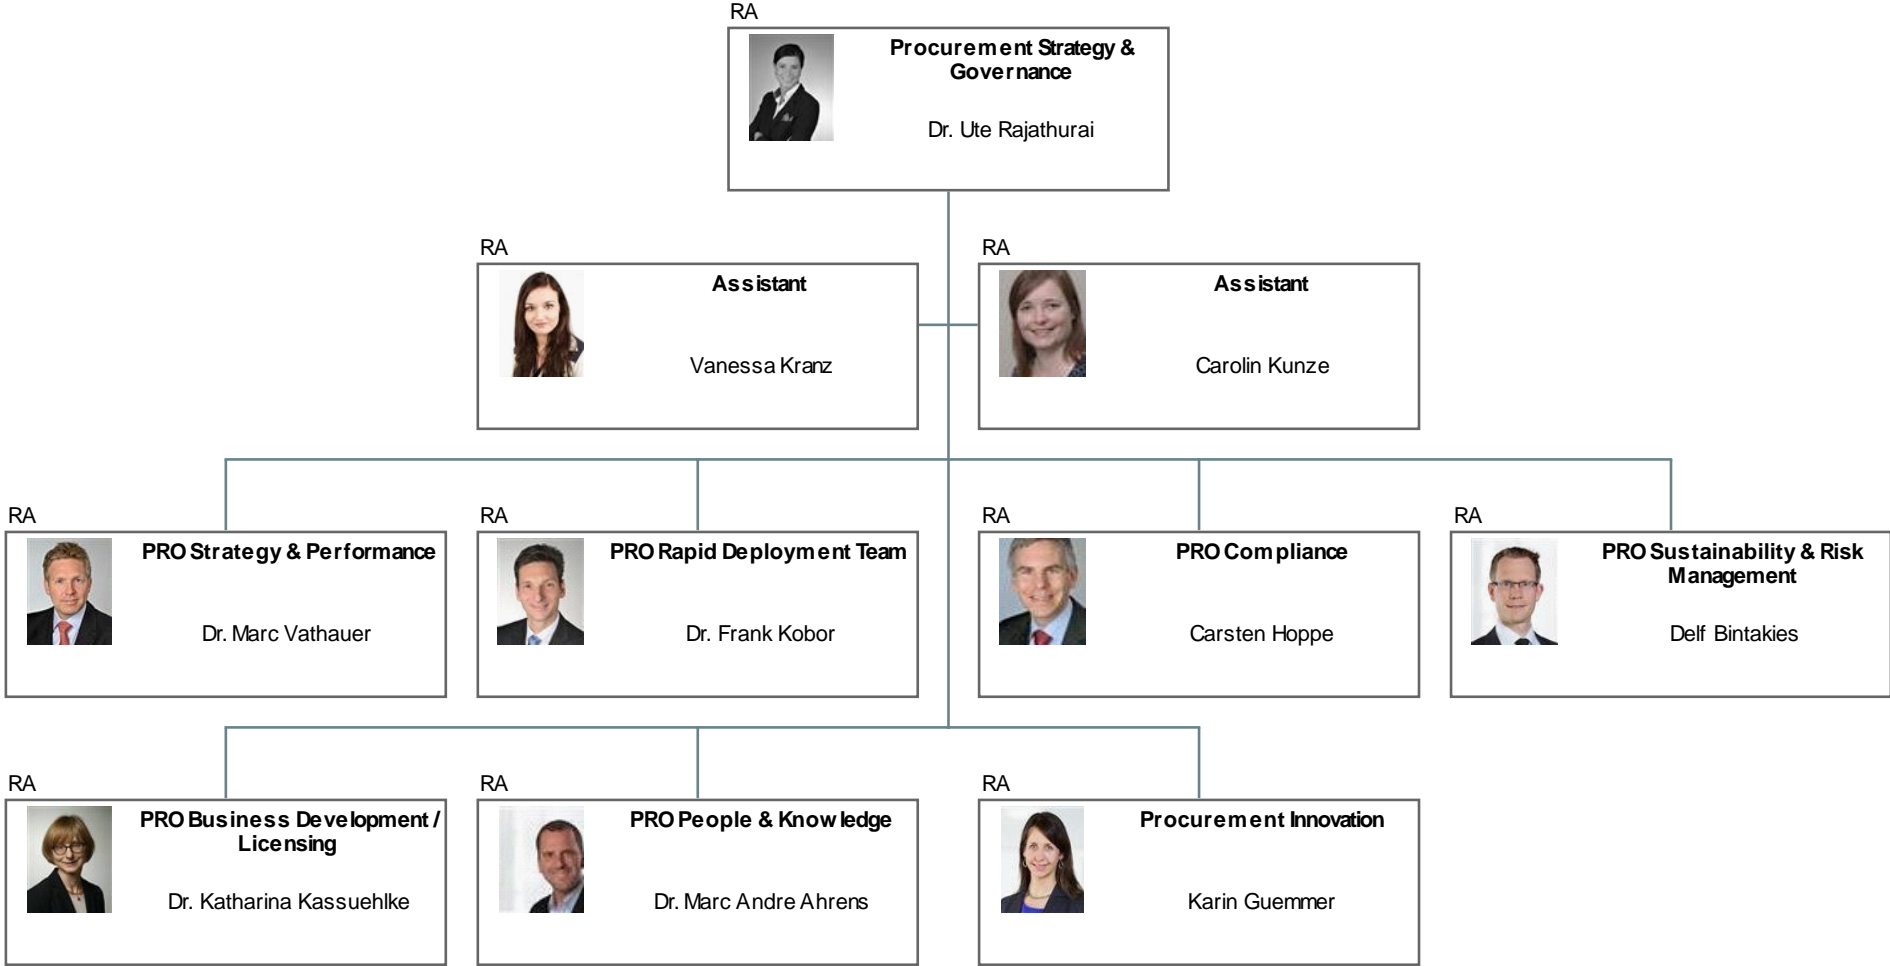 RA
Procurement Strategy &
Governance
Dr. Ute Rajathurai
RA
Assistant
Vanessa Kranz
RA
Assistant
Carolin Kunze
RA
PRO Strategy & Performance
Dr. Marc Vathauer
RA
PRO Rapid Deployment Team
Dr. Frank Kobor
RA
PRO Compliance
Carsten Hoppe
RA
PRO Sustainability & Risk
Management
Delf Bintakies
RA
PRO Business Development /
Licensing
Dr. Katharina Kassuehlke
RA
PRO People & Knowledge
Dr. Marc Andre Ahrens
RA
Procurement Innovation
Karin Guemmer